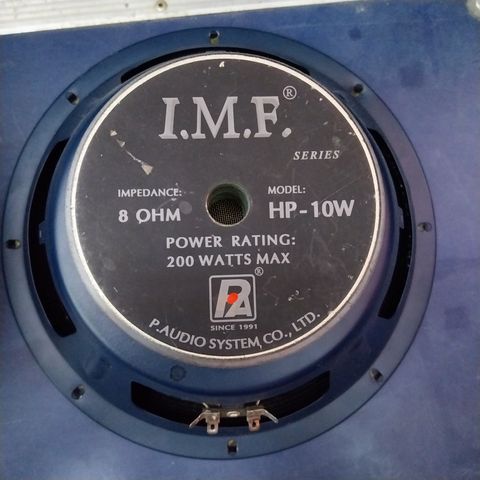 I.M.F.®
SERIES
IMPEDANCE:
8 OHM
MODEL:
HP-10W
POWER RATING:
200 WATTS MAX
PA®
SINCE 1991
P.AUDIO SYSTEM CO., LTD.